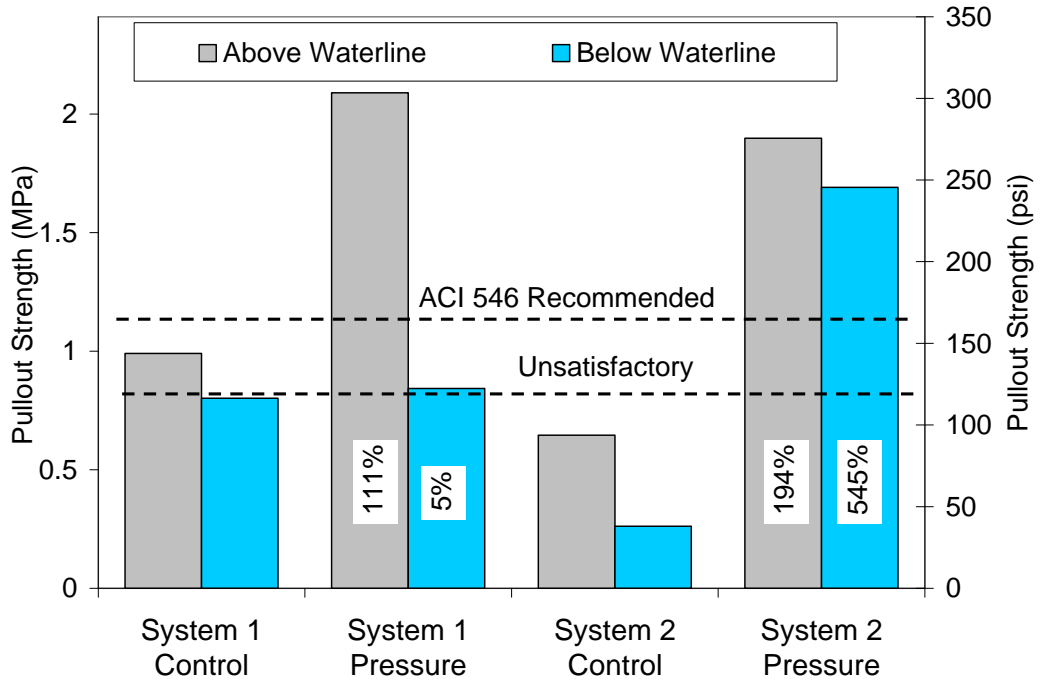 Above Waterline
Below Waterline
Pullout Strength (MPa)
2
1.5
1
0.5
0
Pullout Strength (psi)
350
300
250
200
150
100
50
0
ACI 546 Recommended
Unsatisfactory
111%
5%
194%
545%
System 1
Control
System 1
Pressure
System 2
Control
System 2
Pressure